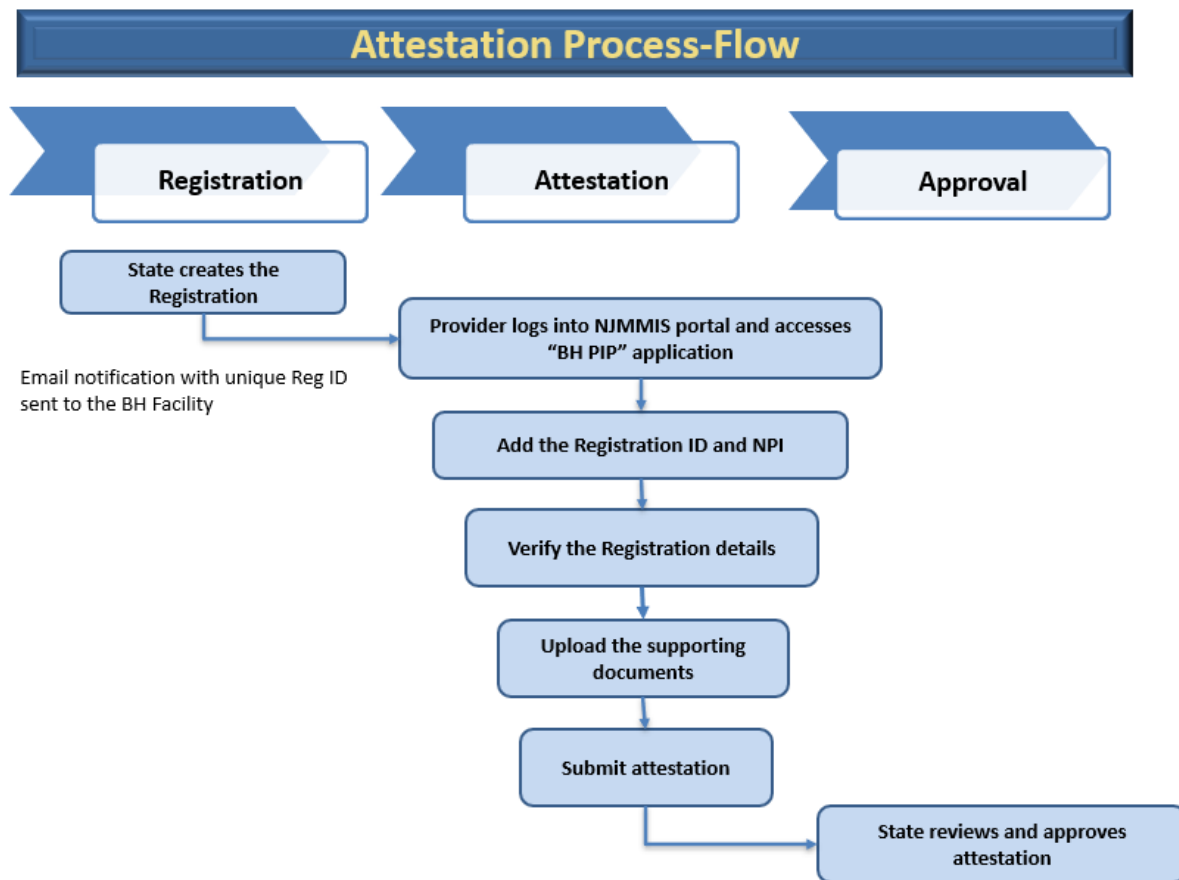 Attestation Process-Flow
Registration
Attestation
Approval
State creates the
Registration
Provider logs into NJMMIS portal and accesses
“BH PIP” application
Email notification with unique Reg ID
sent to the BH Facility
Add the Registration ID and NPI
Verify the Registration details
Upload the supporting
documents
Submit attestation
State reviews and approves
attestation